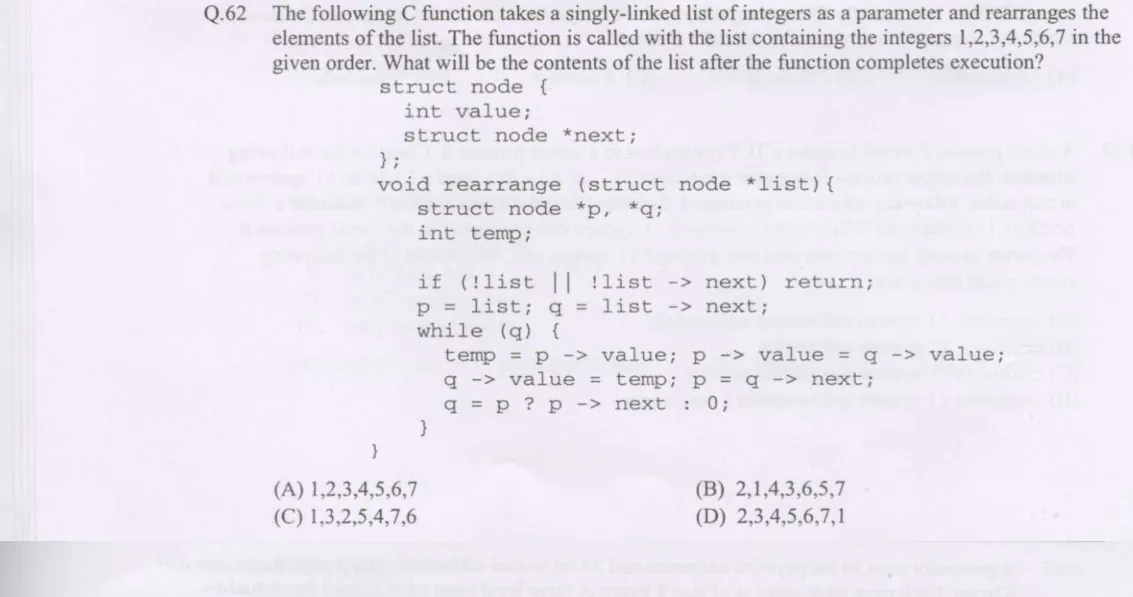 Q.62 The following C function takes a singly-linked list of integers as a parameter and rearranges the
elements of the list. The function is called with the list containing the integers 1,2,3,4,5,6,7 in the
given order. What will be the contents of the list after the function completes execution?
struct node {
int value;
struct node *next;
};
void rearrange (struct node *list){
struct node *p, *q;
int temp;
if (!list || !list -> next) return;
p = list; q = list -> next;
while (q) {
temp = p -> value; p -> value = q -> value;
q -> value = temp; p = q -> next;
q = p ? p -> next : 0;
}
}
(A) 1,2,3,4,5,6,7 (B) 2,1,4,3,6,5,7
(C) 1,3,2,5,4,7,6 (D) 2,3,4,5,6,7,1